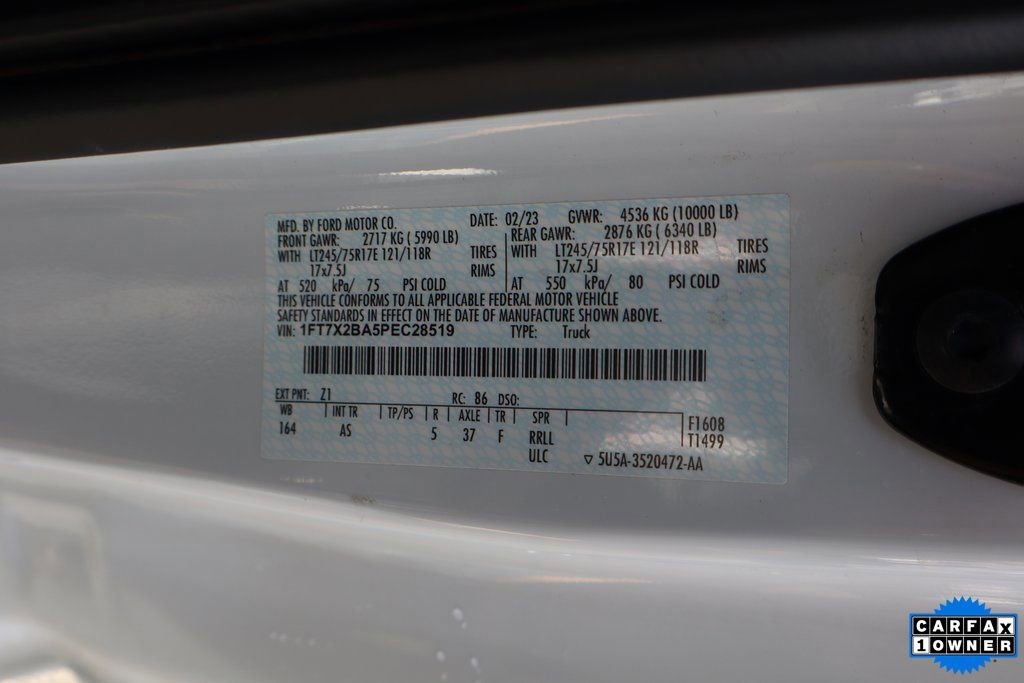 MFD. BY FORD MOTOR CO. DATE: 02/23 GVWR: 4536 KG (10000 LB)
FRONT GAWR: 2717 KG ( 5990 LB) REAR GAWR: 2876 KG ( 6340 LB)
WITH LT245/75R17E 121/118R TIRES WITH LT245/75R17E 121/118R TIRES
17x7.5J RIMS 17x7.5J RIMS
AT 520 kPa/ 75 PSI COLD AT 550 kPa/ 80 PSI COLD
THIS VEHICLE CONFORMS TO ALL APPLICABLE FEDERAL MOTOR VEHICLE
SAFETY STANDARDS IN EFFECT ON THE DATE OF MANUFACTURE SHOWN ABOVE.
VIN: 1FT7X2BA5PEC28519 TYPE: Truck
EXT PNT: Z1 RC: 86 DSO:
WB INT TR TP/PS R AXLE TR SPR F1608
164 AS 5 37 F RRLL T1499
ULC ▽ 5U5A-3520472-AA
CARFAX
1 OWNER